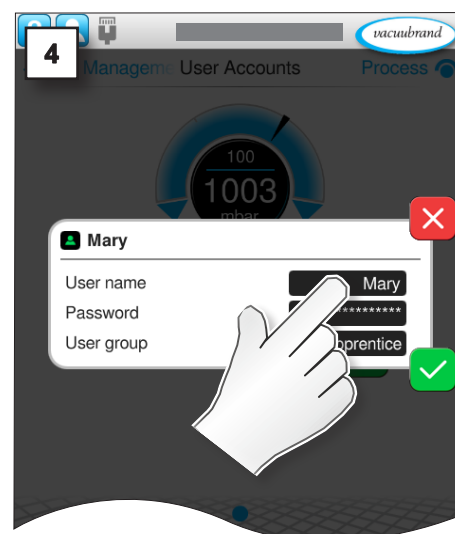 vacuubrand
4
Manageme User Accounts Process
100
1003
mbar
Mary
User name Mary
Password ***********
User group pprentice